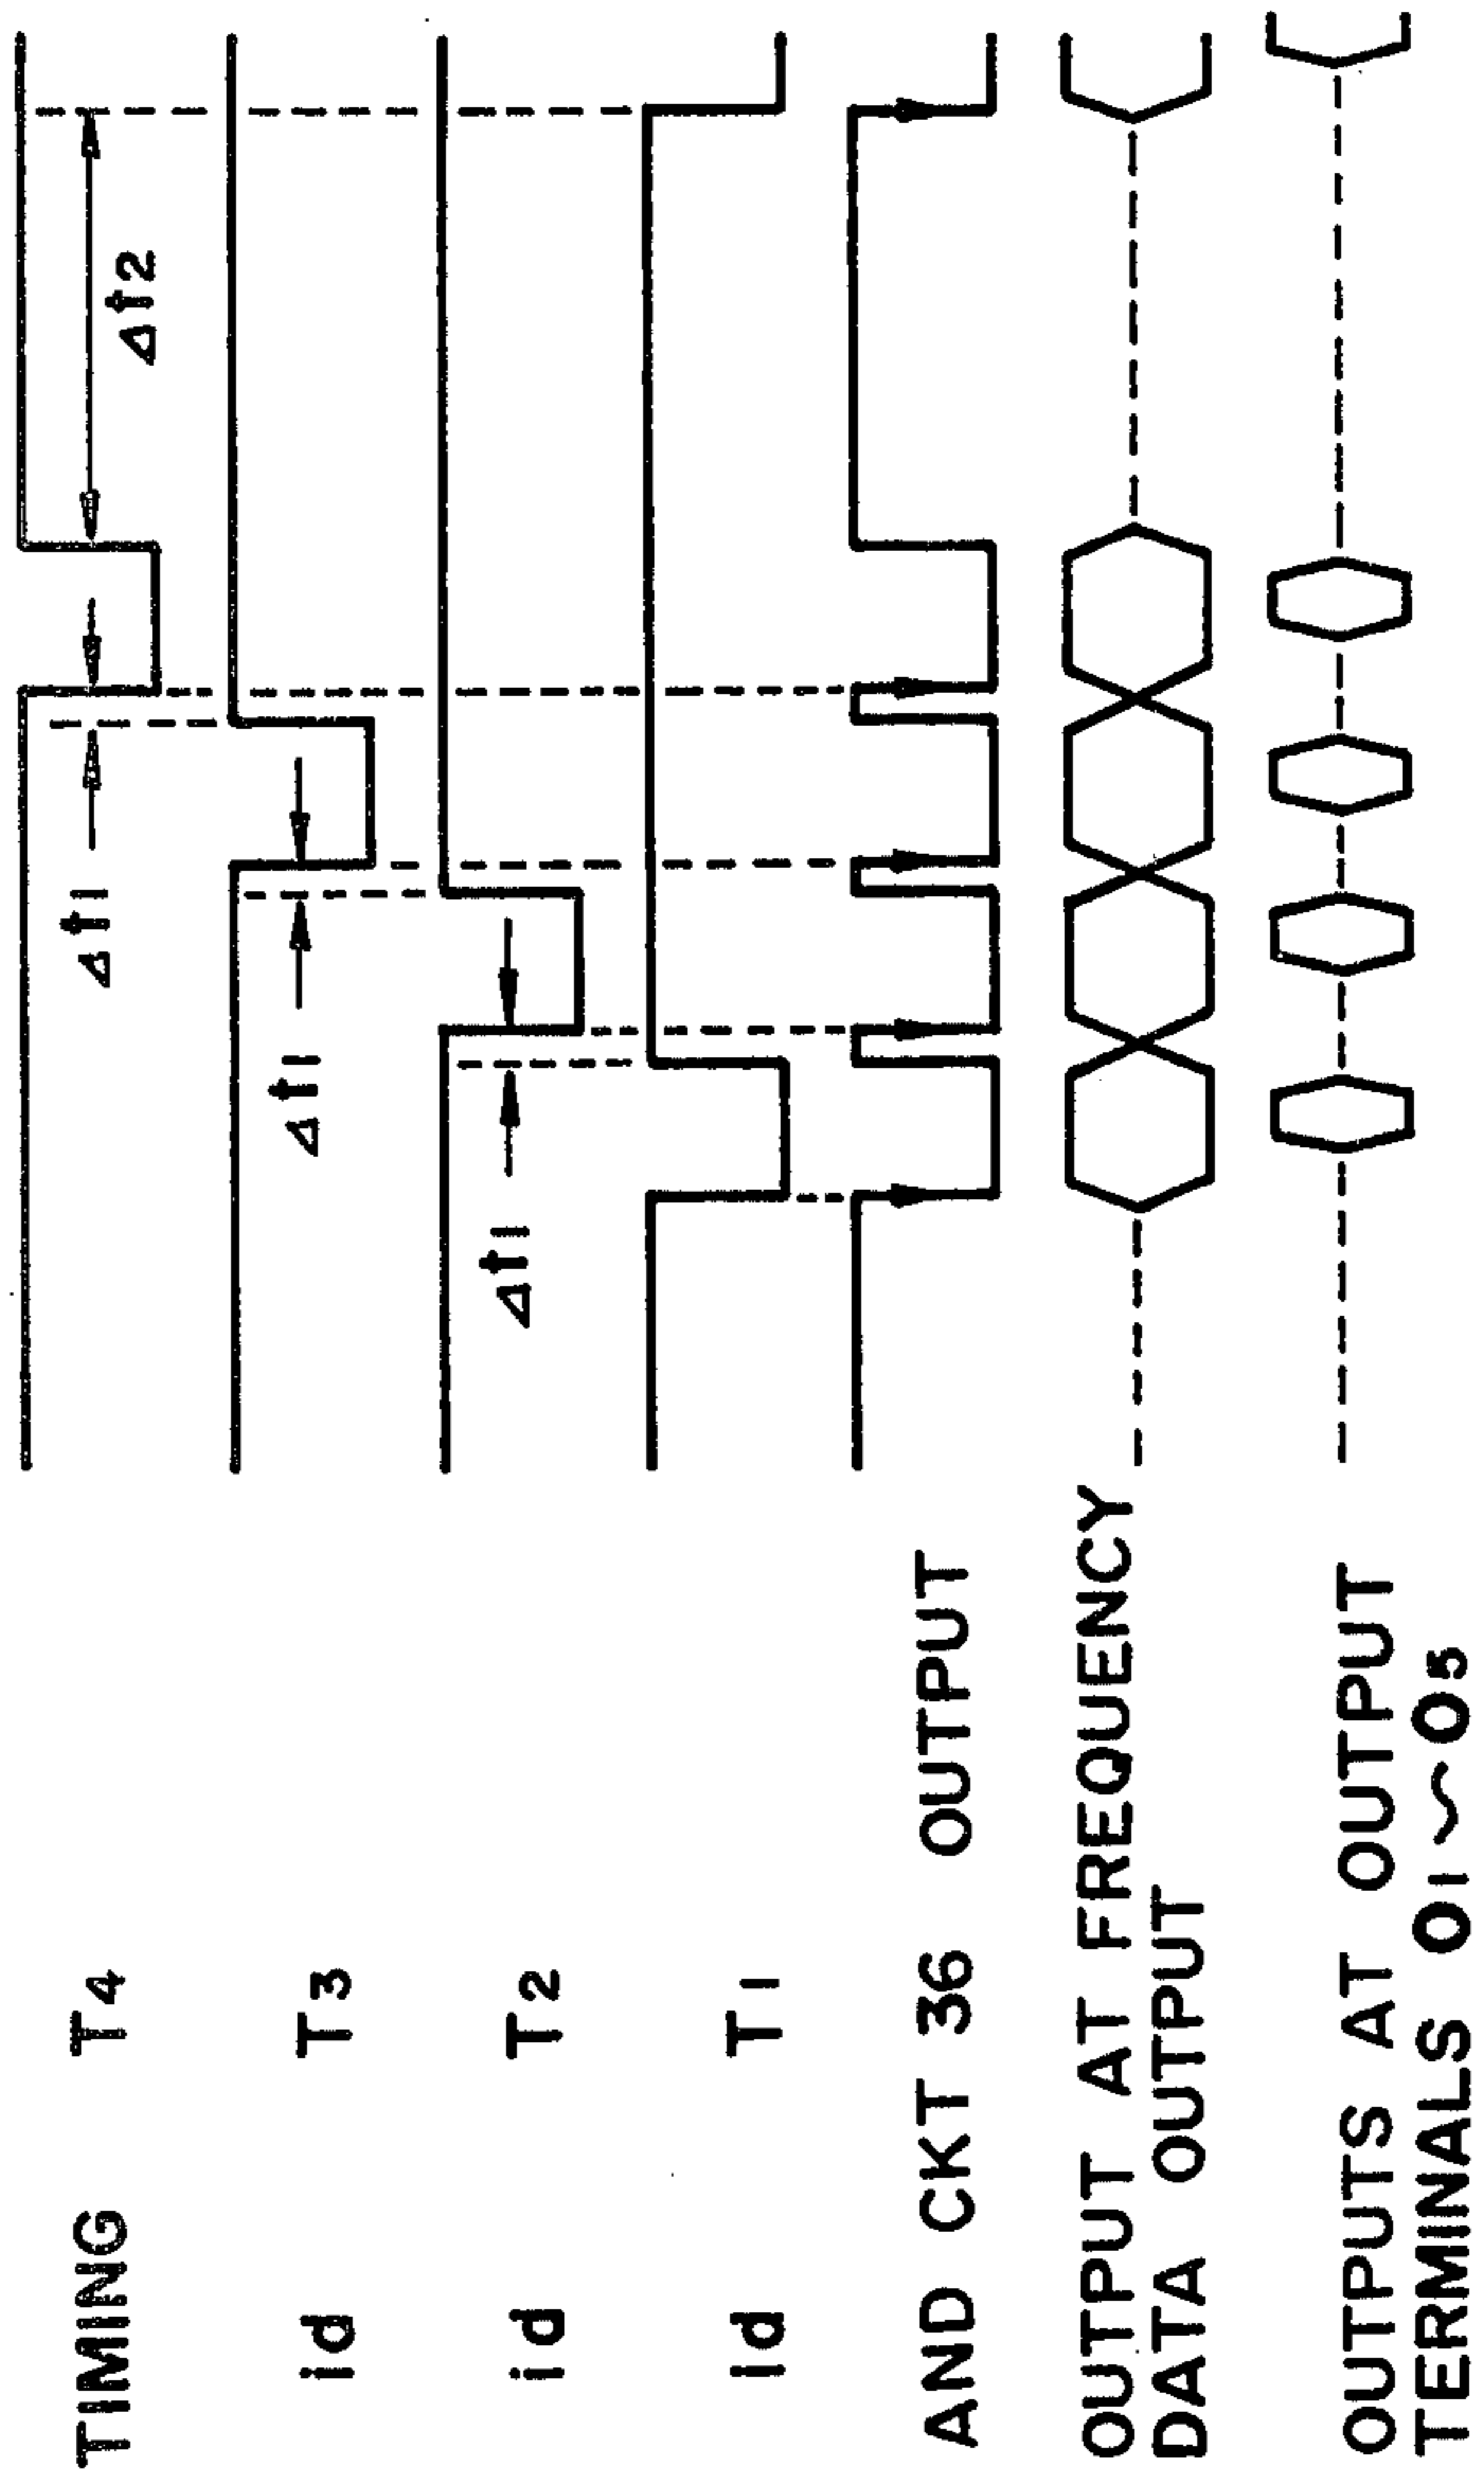 TIMING T4
Δt1
Δt2
id T3
Δt1
id T2
Δt1
id T1
AND CKT 36 OUTPUT
OUTPUT AT FREQUENCY
DATA OUTPUT
OUTPUTS AT OUTPUT
TERMINALS O1~O8